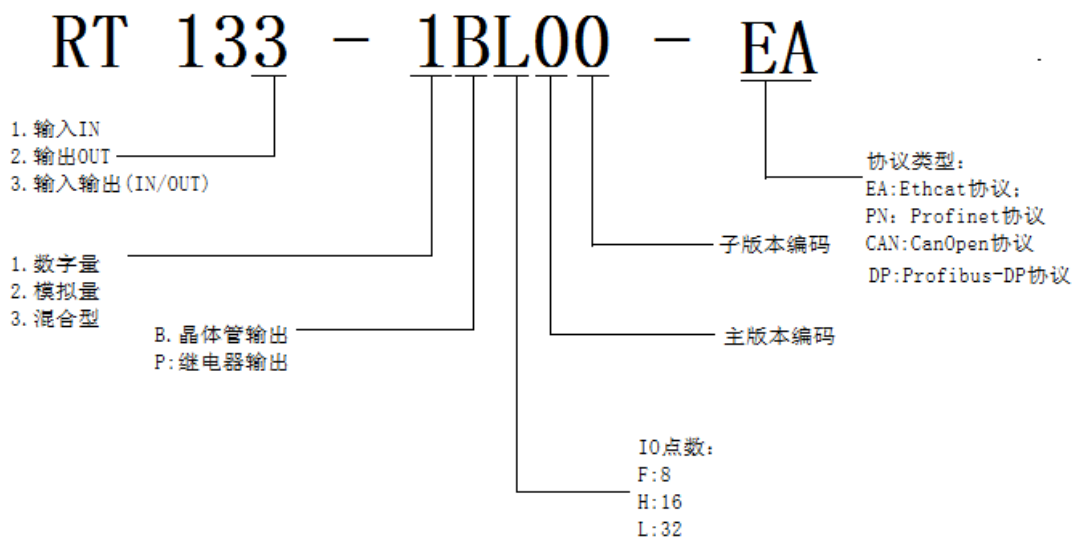 RT 133 - 1BL00 - EA
1.输入IN
2.输出OUT
3.输入输出(IN/OUT)
协议类型:
EA:Ethcat协议;
PN: Profinet协议
CAN:CanOpen协议
DP:Profibus-DP协议
子版本编码
1.数字量
2.模拟量
3.混合型
B.晶体管输出
P:继电器输出
主版本编码
IO点数:
F:8
H:16
L:32